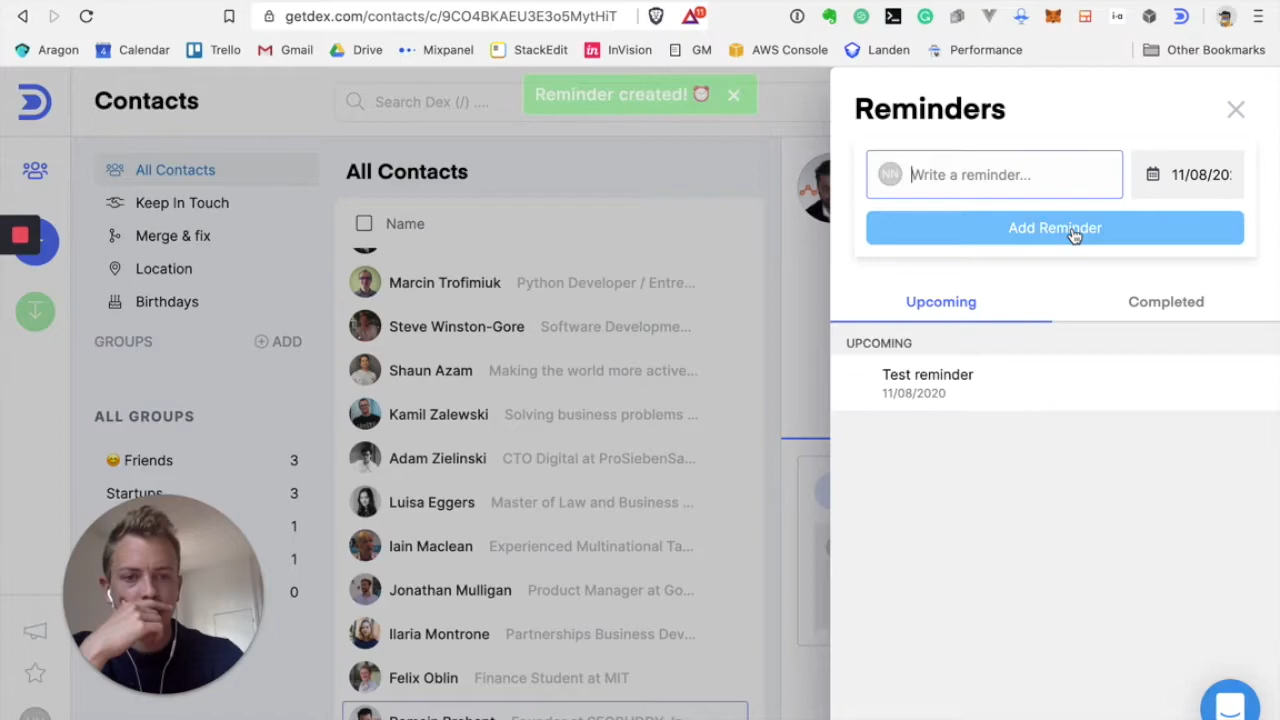 getdex.com/contacts/c/9CO4BKAEU3E3o5MytHiT
11
Aragon
Calendar
Trello
Gmail
Drive
Mixpanel
StackEdit
InVision
GM
AWS Console
Landen
Performance
Other Bookmarks
Contacts
Search Dex (/) ....
Reminder created! ⏰
All Contacts
Keep In Touch
Merge & fix
Location
Birthdays
GROUPS
ADD
ALL GROUPS
😊 Friends 3
Startups 3
1
1
0
All Contacts
Name
Marcin Trofimiuk Python Developer / Entre...
Steve Winston-Gore Software Developme...
Shaun Azam Making the world more active...
Kamil Zalewski Solving business problems ...
Adam Zielinski CTO Digital at ProSiebenSa...
Luisa Eggers Master of Law and Business ...
Iain Maclean Experienced Multinational Ta...
Jonathan Mulligan Product Manager at Go...
Ilaria Montrone Partnerships Business Dev...
Felix Oblin Finance Student at MIT
Reminders
NN
Write a reminder...
11/08/20
Add Reminder
Upcoming
Completed
UPCOMING
Test reminder
11/08/2020